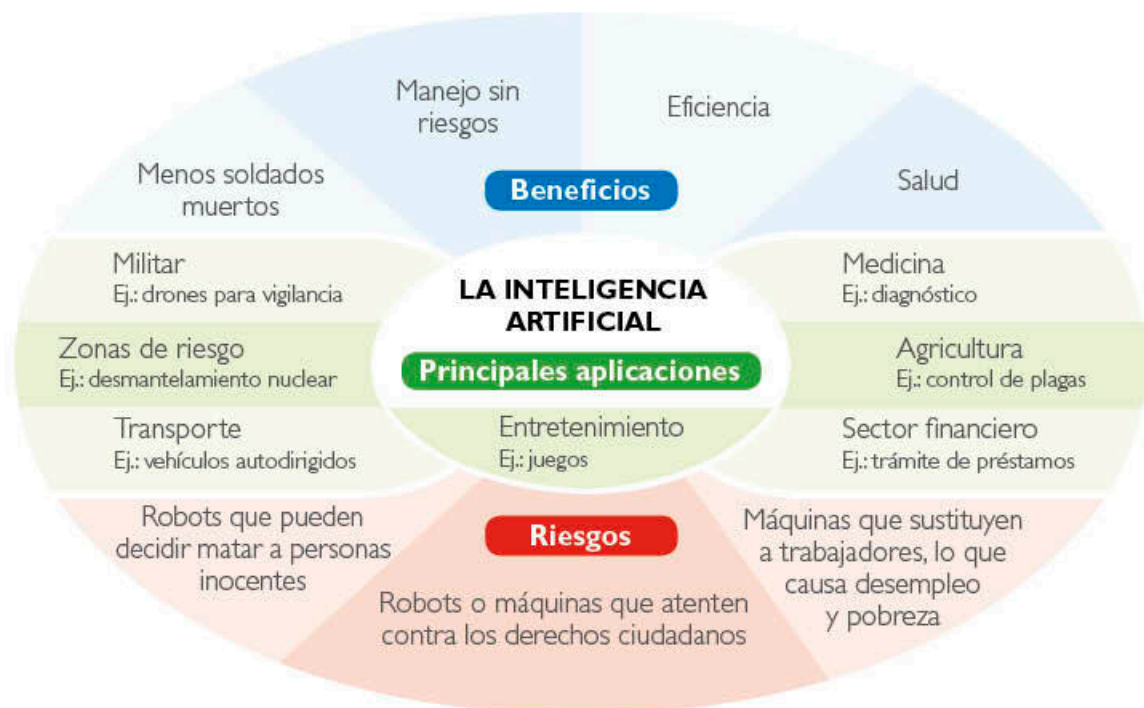 Manejo sin
riesgos
Eficiencia
Menos soldados
muertos
Beneficios
Salud
Militar
Ej.: drones para vigilancia
LA INTELIGENCIA
ARTIFICIAL
Medicina
Ej.: diagnóstico
Zonas de riesgo
Ej.: desmantelamiento nuclear
Principales aplicaciones
Agricultura
Ej.: control de plagas
Transporte
Ej.: vehículos autodirigidos
Entretenimiento
Ej.: juegos
Sector financiero
Ej.: trámite de préstamos
Robots que pueden
decidir matar a personas
inocentes
Riesgos
Robots o máquinas que atenten
contra los derechos ciudadanos
Máquinas que sustituyen
a trabajadores, lo que
causa desempleo
y pobreza